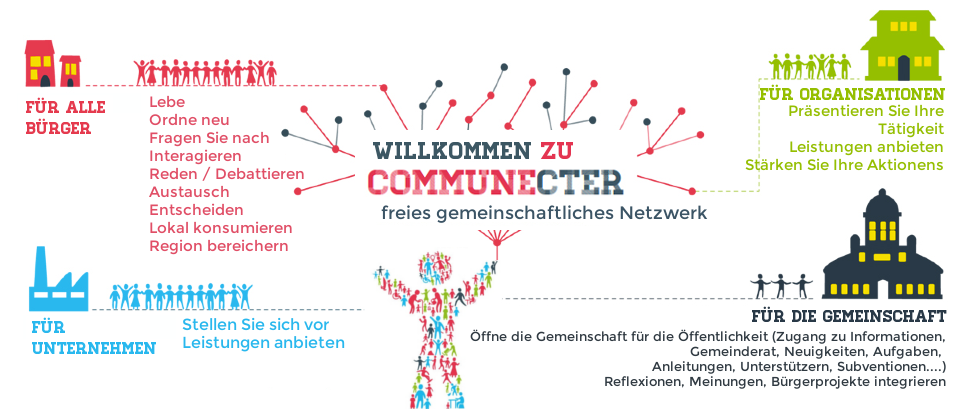 FÜR ALLE
BÜRGER
Lebe
Ordne neu
Fragen Sie nach
Interagieren
Reden / Debattieren
Austausch
Entscheiden
Lokal konsumieren
Region bereichern
WILLKOMMEN ZU
COMMUNECTER
freies gemeinschaftliches Netzwerk
FÜR ORGANISATIONEN
Präsentieren Sie Ihre
Tätigkeit
Leistungen anbieten
Stärken Sie Ihre Aktionens
FÜR
UNTERNEHMEN
Stellen Sie sich vor
Leistungen anbieten
FÜR DIE GEMEINSCHAFT
Öffne die Gemeinschaft für die Öffentlichkeit (Zugang zu Informationen,
Gemeinderat, Neuigkeiten, Aufgaben,
Anleitungen, Unterstützern, Subventionen....)
Reflexionen, Meinungen, Bürgerprojekte integrieren